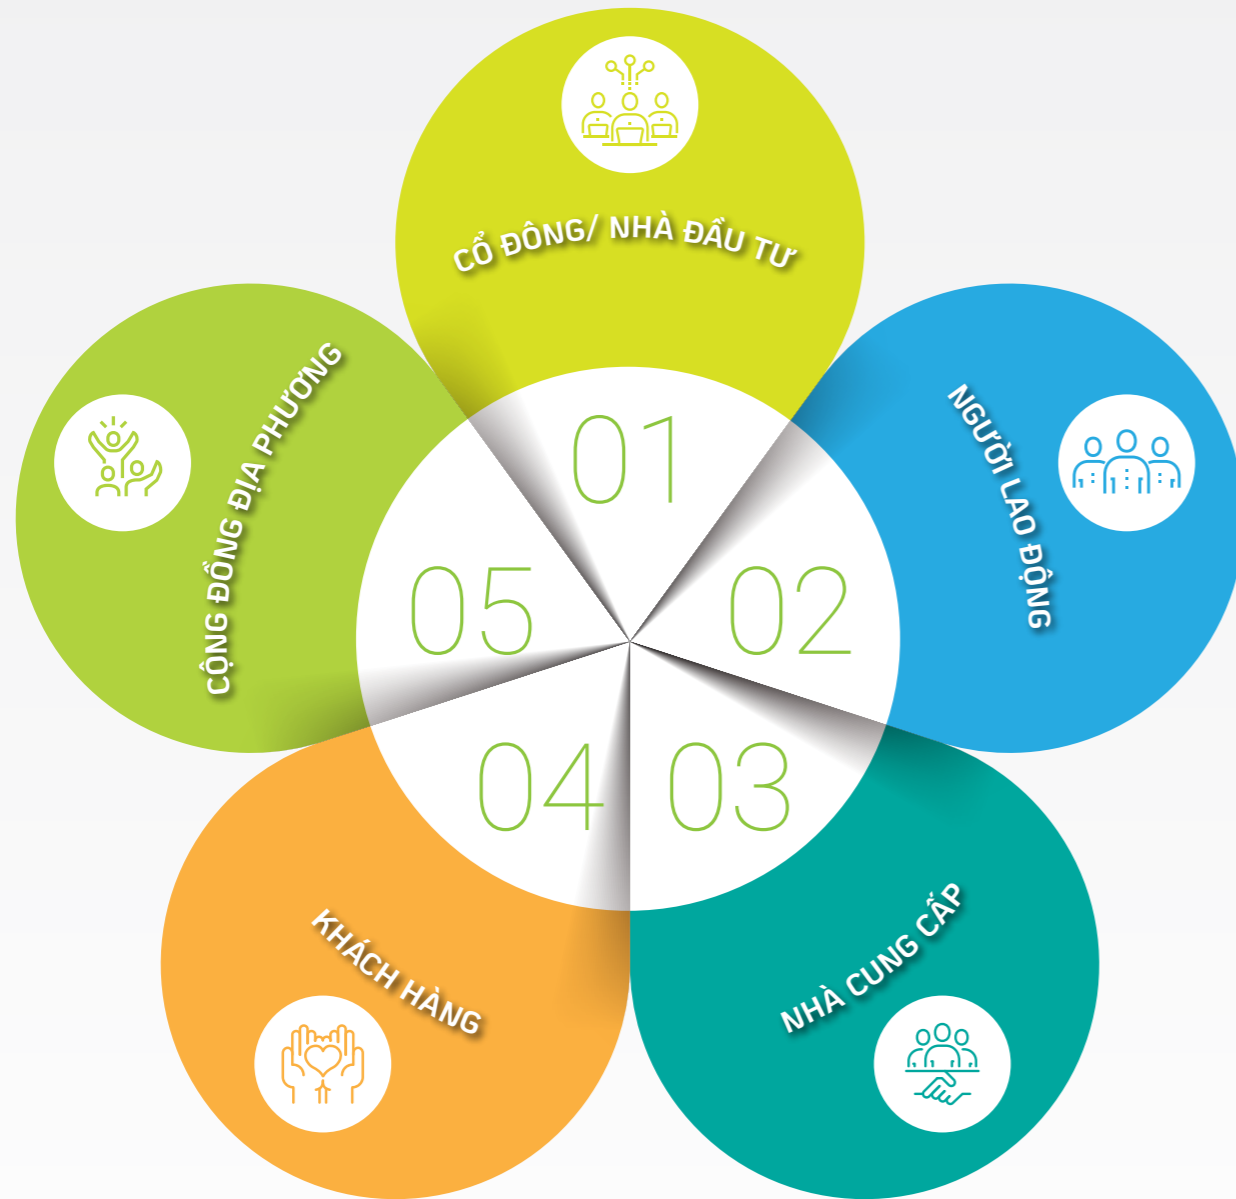 CỔ ĐÔNG/ NHÀ ĐẦU TƯ
01
NGƯỜI LAO ĐỘNG
02
NHÀ CUNG CẤP
03
KHÁCH HÀNG
04
CỘNG ĐỒNG ĐỊA PHƯƠNG
05